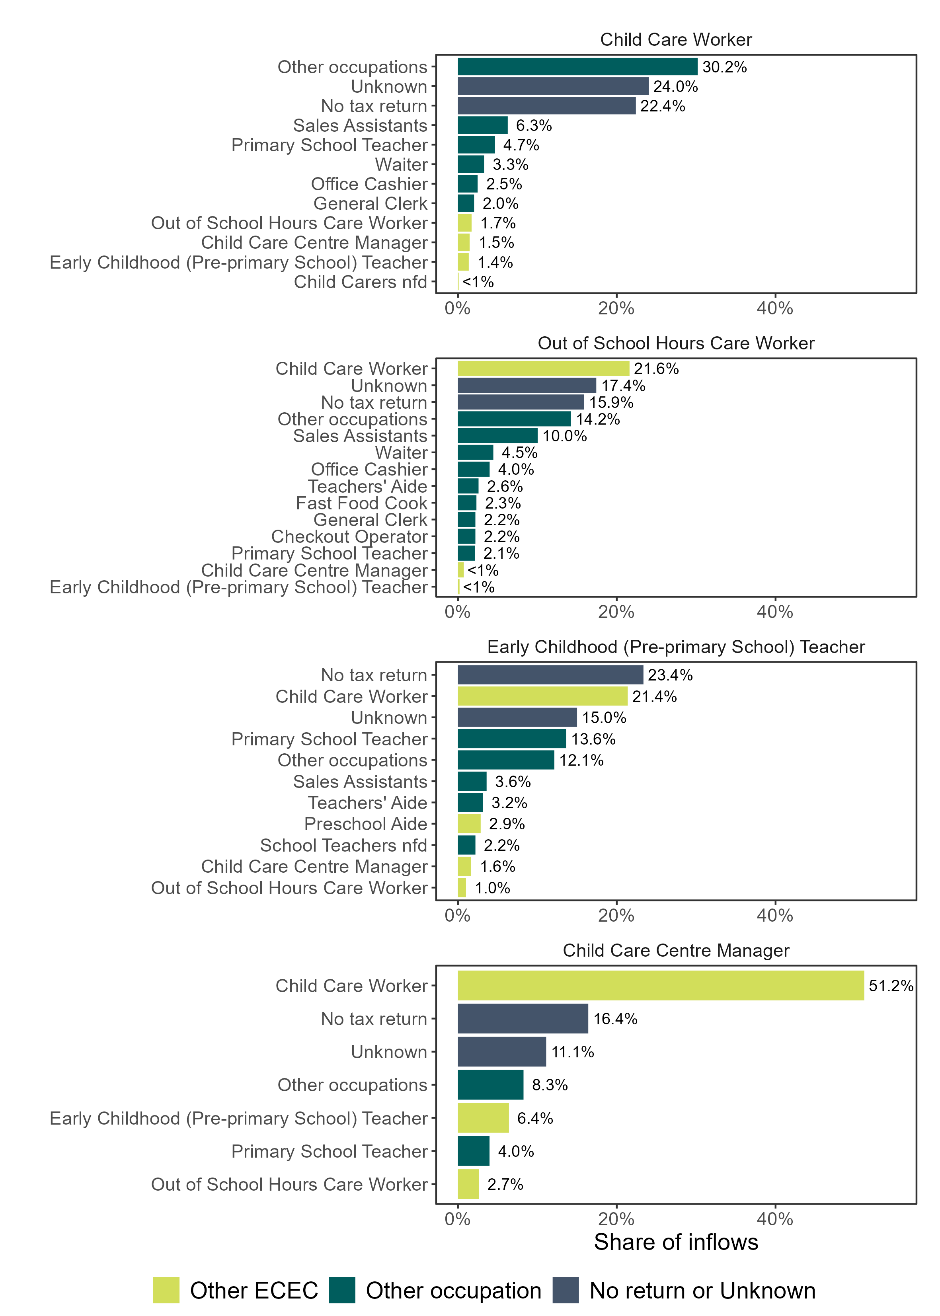 Child Care Worker
Other occupations 30.2%
Unknown 24.0%
No tax return 22.4%
Sales Assistants 6.3%
Primary School Teacher 4.7%
Waiter 3.3%
Office Cashier 2.5%
General Clerk 2.0%
Out of School Hours Care Worker 1.7%
Child Care Centre Manager 1.5%
Early Childhood (Pre-primary School) Teacher 1.4%
Child Carers nfd <1%
0% 20% 40%
Out of School Hours Care Worker
Child Care Worker 21.6%
Unknown 17.4%
No tax return 15.9%
Other occupations 14.2%
Sales Assistants 10.0%
Waiter 4.5%
Office Cashier 4.0%
Teachers' Aide 2.6%
Fast Food Cook 2.3%
General Clerk 2.2%
Checkout Operator 2.2%
Primary School Teacher 2.1%
Child Care Centre Manager <1%
Early Childhood (Pre-primary School) Teacher <1%
0% 20% 40%
Early Childhood (Pre-primary School) Teacher
No tax return 23.4%
Child Care Worker 21.4%
Unknown 15.0%
Primary School Teacher 13.6%
Other occupations 12.1%
Sales Assistants 3.6%
Teachers' Aide 3.2%
Preschool Aide 2.9%
School Teachers nfd 2.2%
Child Care Centre Manager 1.6%
Out of School Hours Care Worker 1.0%
0% 20% 40%
Child Care Centre Manager
Child Care Worker 51.2%
No tax return 16.4%
Unknown 11.1%
Other occupations 8.3%
Early Childhood (Pre-primary School) Teacher 6.4%
Primary School Teacher 4.0%
Out of School Hours Care Worker 2.7%
0% 20% 40%
Share of inflows
Other ECEC Other occupation No return or Unknown